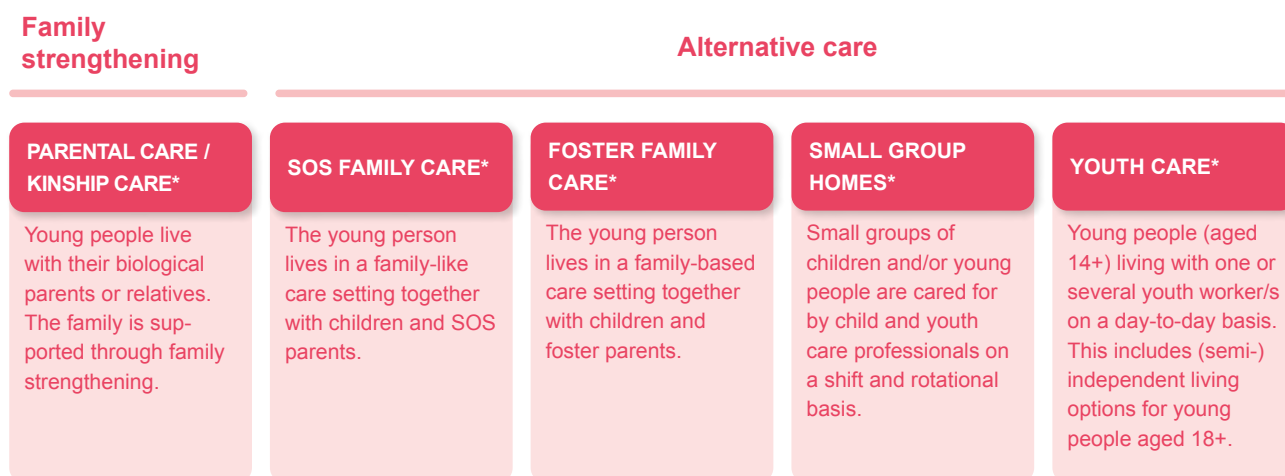 Family
strengthening
Alternative care
PARENTAL CARE /
KINSHIP CARE*
Young people live
with their biological
parents or relatives.
The family is sup-
ported through family
strengthening.
SOS FAMILY CARE*
The young person
lives in a family-like
care setting together
with children and SOS
parents.
FOSTER FAMILY
CARE*
The young person
lives in a family-based
care setting together
with children and
foster parents.
SMALL GROUP
HOMES*
Small groups of
children and/or young
people are cared for
by child and youth
care professionals on
a shift and rotational
basis.
YOUTH CARE*
Young people (aged
14+) living with one or
several youth worker/s
on a day-to-day basis.
This includes (semi-)
independent living
options for young
people aged 18+.